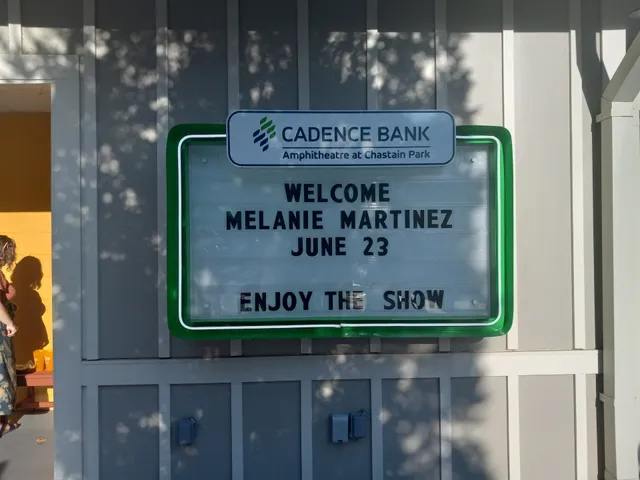 CADENCE BANK
Amphitheatre at Chastain Park
WELCOME
MELANIE MARTINEZ
JUNE 23
ENJOY THE SHOW